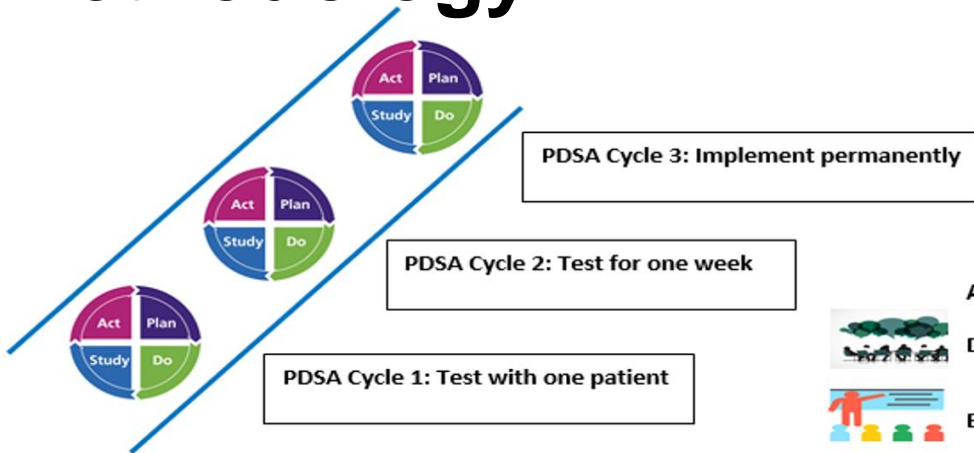 Act Plan
Study Do
PDSA Cycle 3: Implement permanently
Act Plan
Study Do
PDSA Cycle 2: Test for one week
Act Plan
Study Do
PDSA Cycle 1: Test with one patient